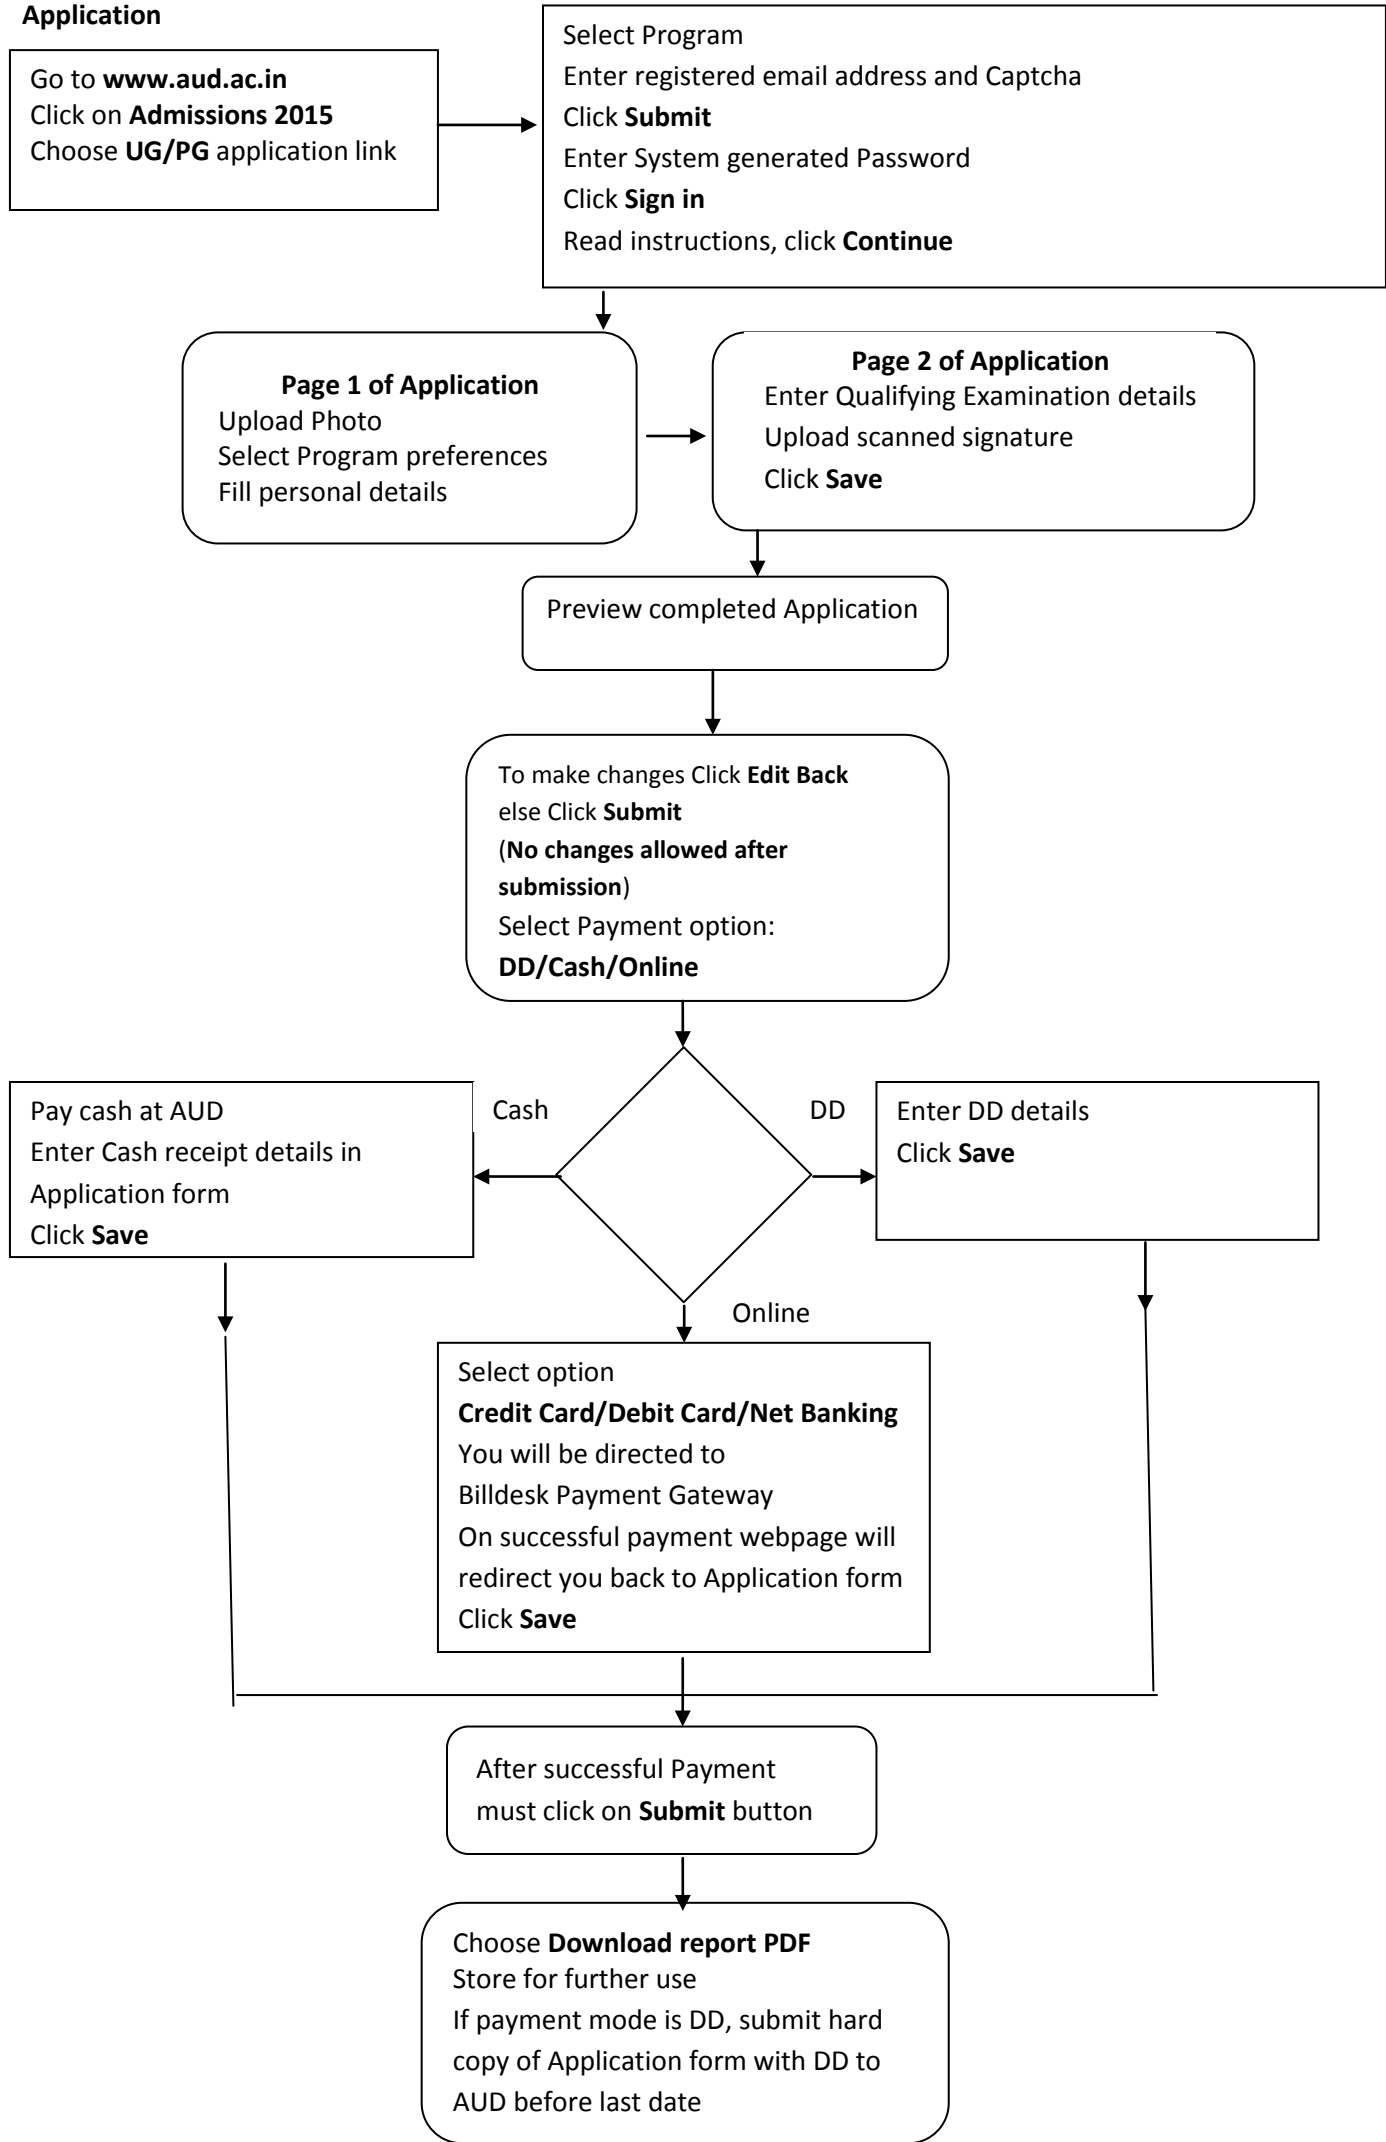 Application
Go to www.aud.ac.in
Click on Admissions 2015
Choose UG/PG application link
Select Program
Enter registered email address and Captcha
Click Submit
Enter System generated Password
Click Sign in
Read instructions, click Continue
Page 1 of Application
Upload Photo
Select Program preferences
Fill personal details
Page 2 of Application
Enter Qualifying Examination details
Upload scanned signature
Click Save
Preview completed Application
To make changes Click Edit Back
else Click Submit
(No changes allowed after
submission)
Select Payment option:
DD/Cash/Online
Pay cash at AUD
Enter Cash receipt details in
Application form
Click Save
Cash
DD
Enter DD details
Click Save
Online
Select option
Credit Card/Debit Card/Net Banking
You will be directed to
Billdesk Payment Gateway
On successful payment webpage will
redirect you back to Application form
Click Save
After successful Payment
must click on Submit button
Choose Download report PDF
Store for further use
If payment mode is DD, submit hard
copy of Application form with DD to
AUD before last date